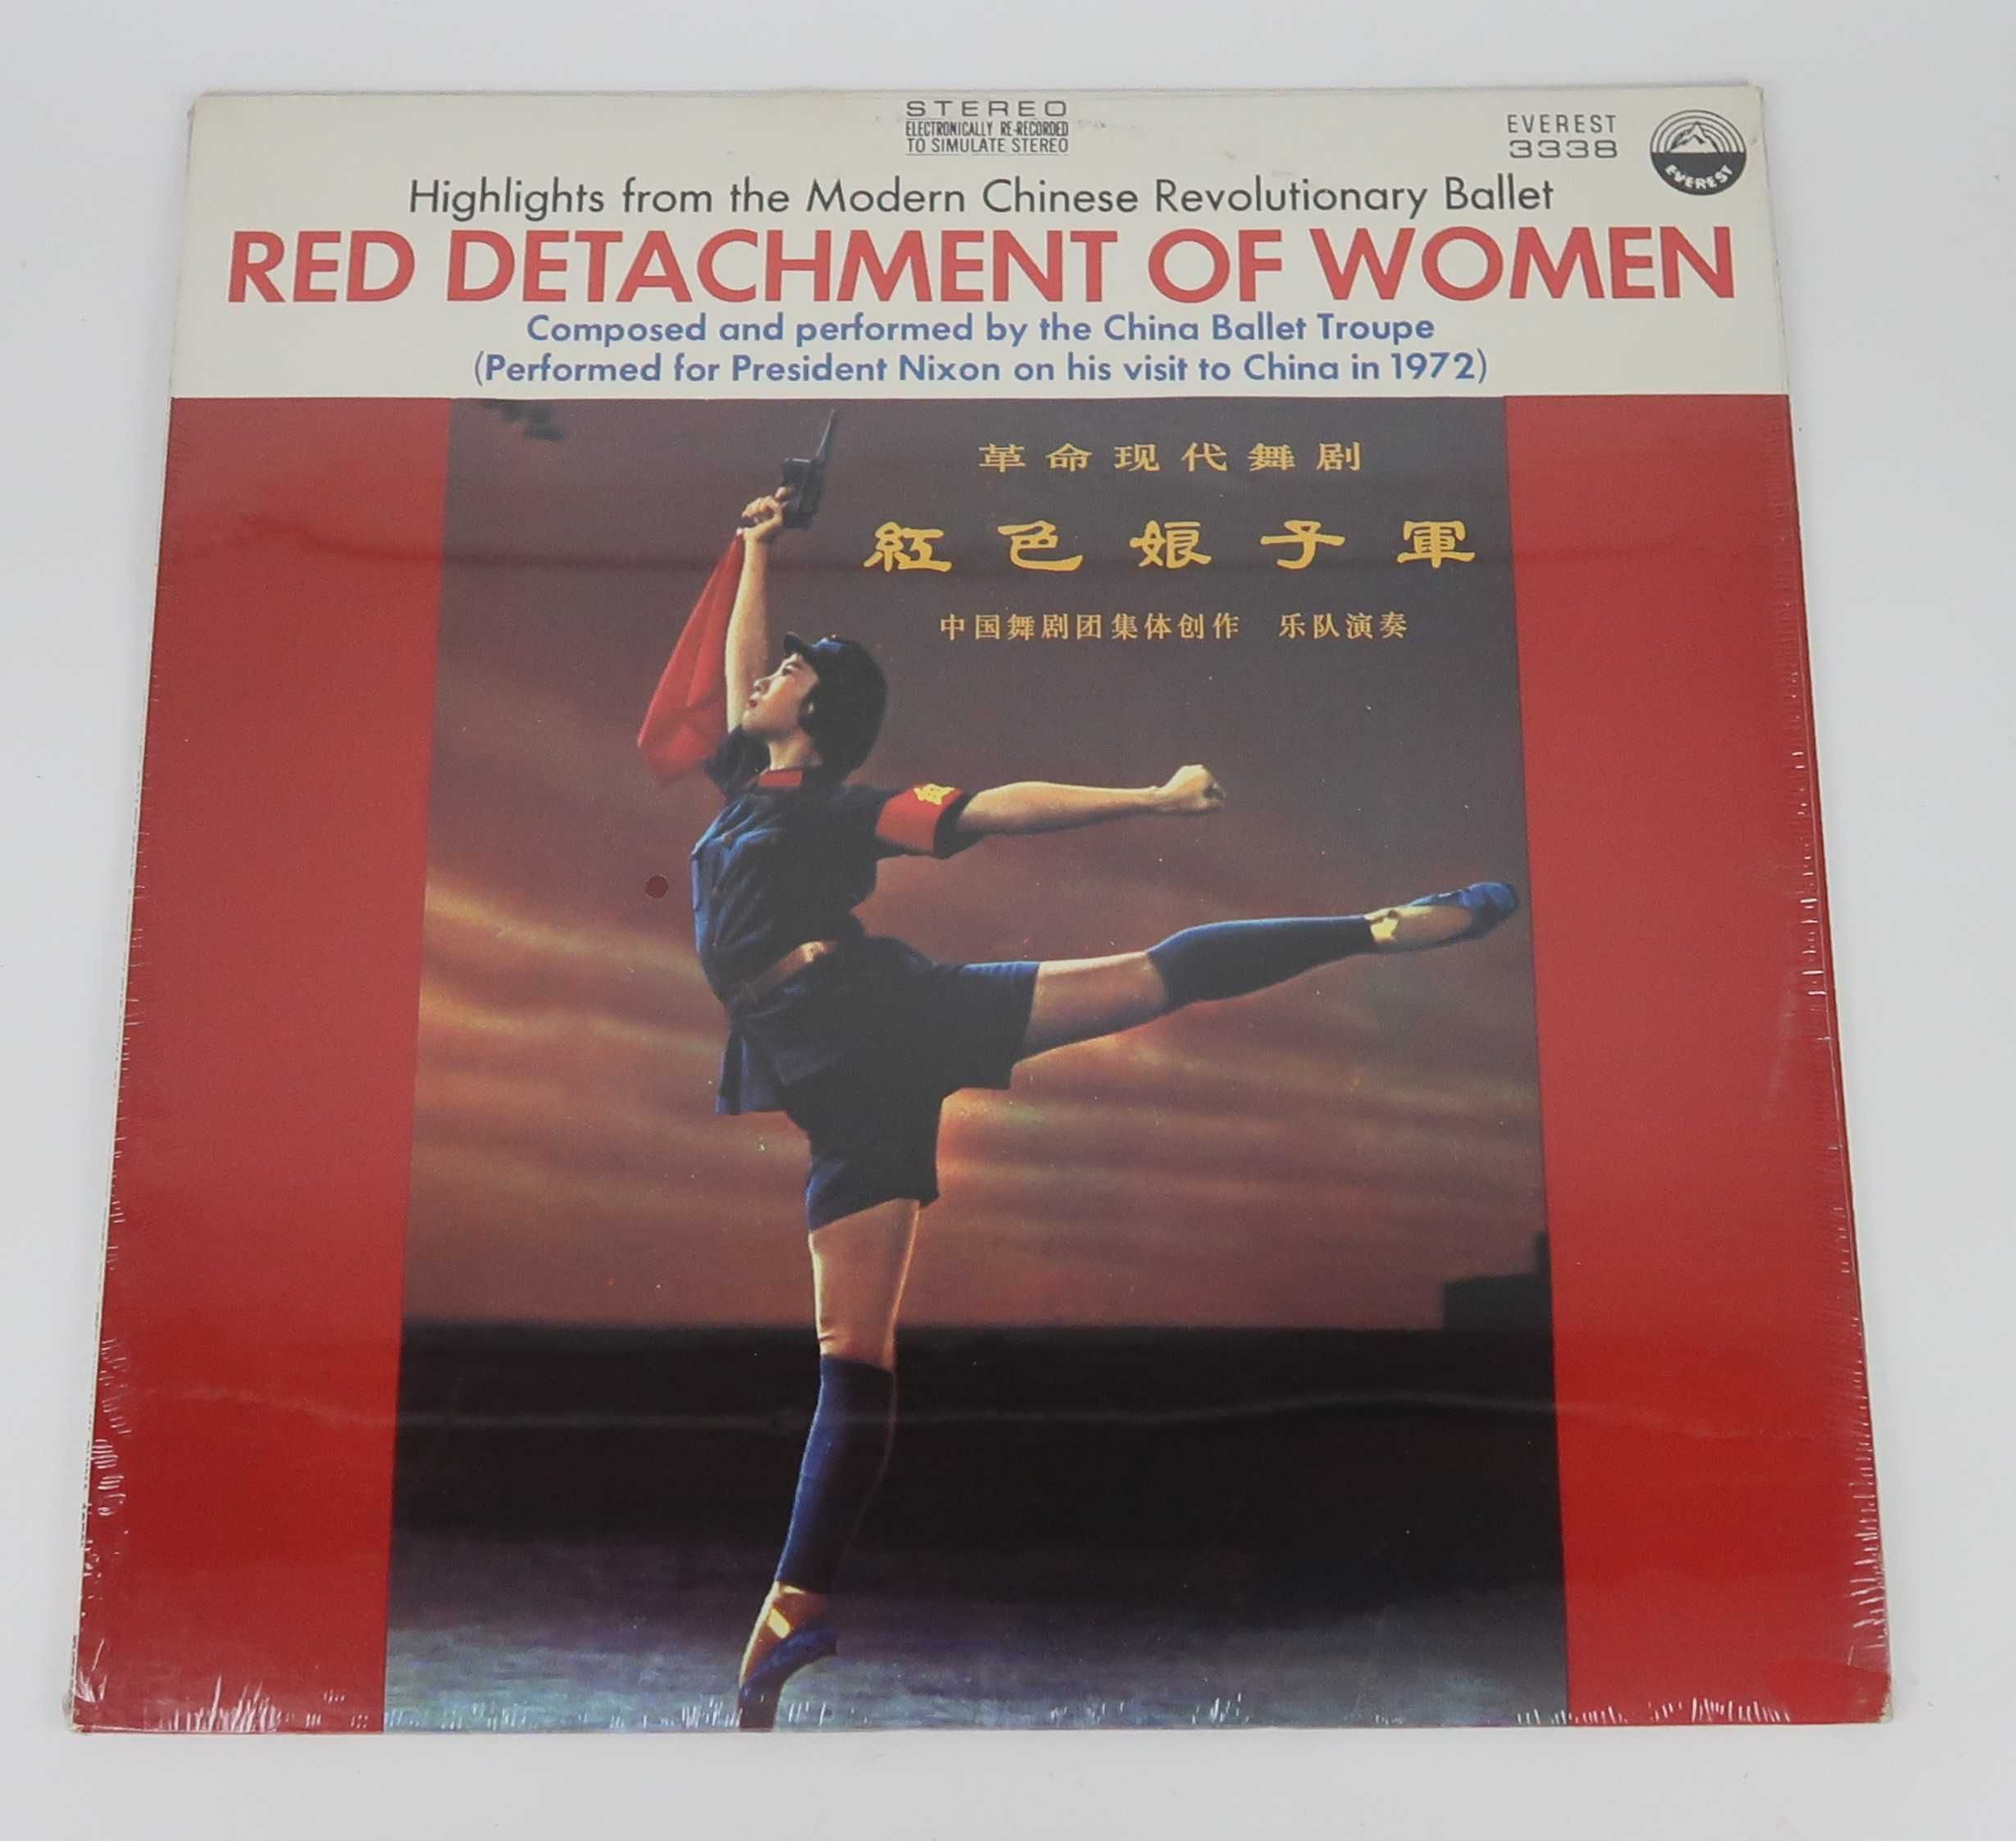 STEREO
ELECTRONICALLY RE-RECORDED
TO SIMULATE STEREO
EVEREST
3338
EVEREST
Highlights from the Modern Chinese Revolutionary Ballet
RED DETACHMENT OF WOMEN
Composed and performed by the China Ballet Troupe
(Performed for President Nixon on his visit to China in 1972)
革命现代舞剧
紅色娘子軍
中国舞剧团集体创作 乐队演奏